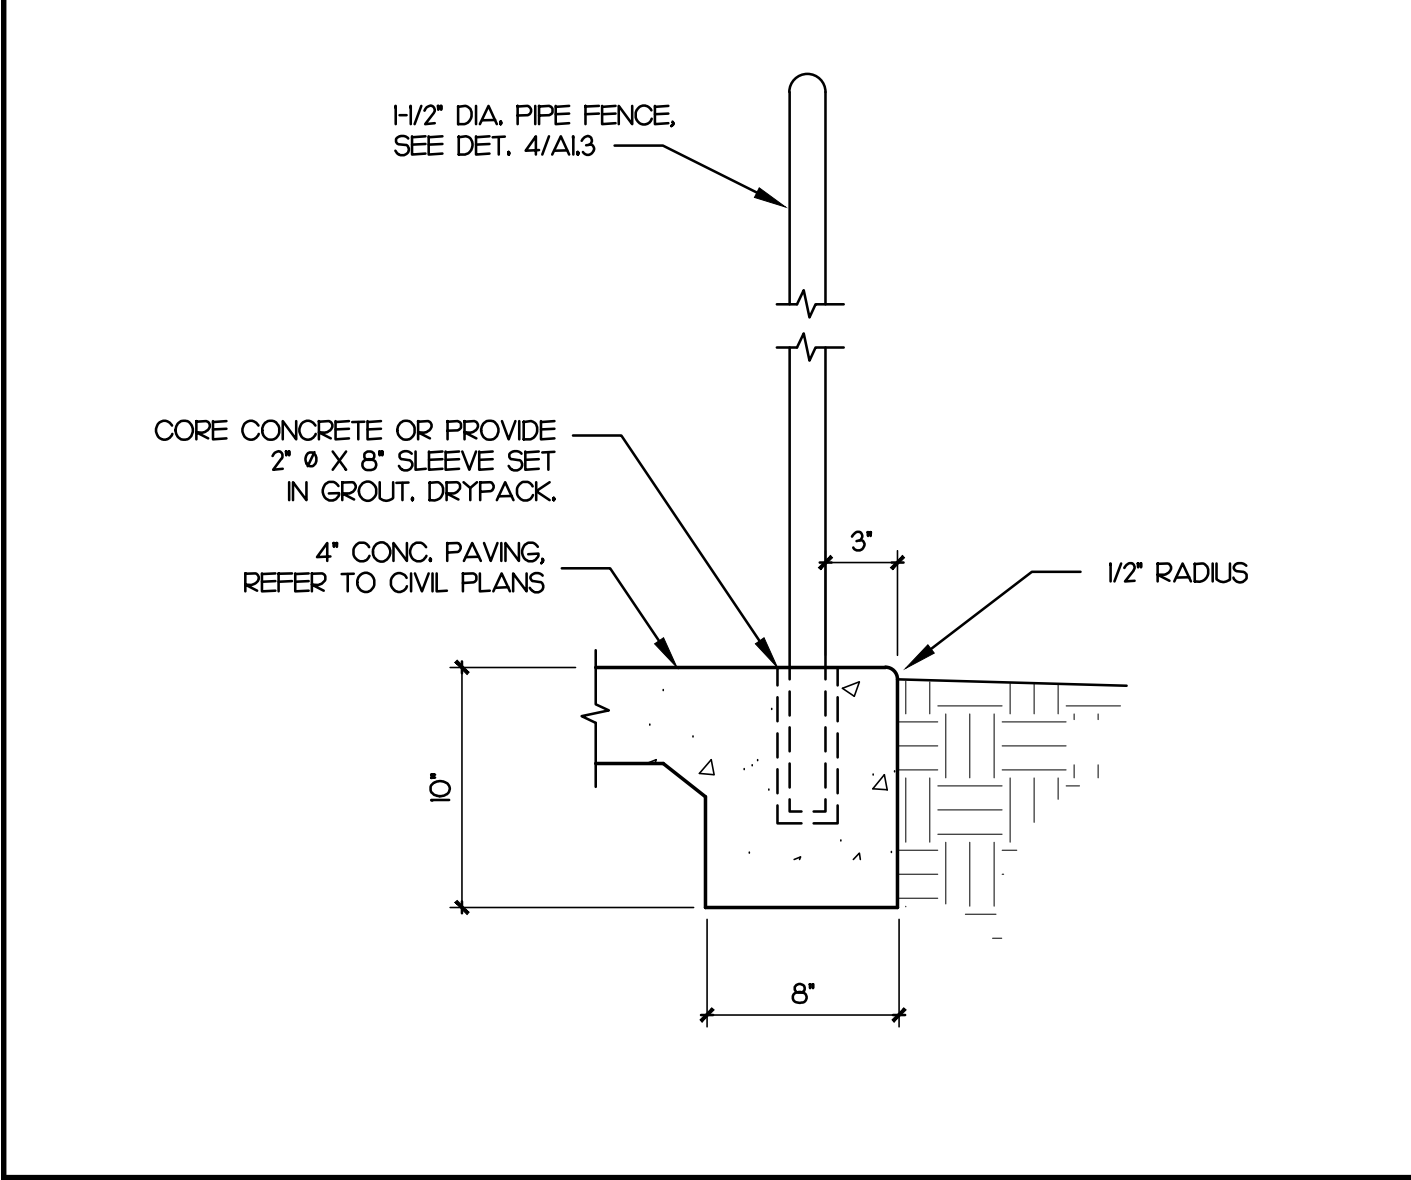 1-1/2" DIA. PIPE FENCE,
SEE DET. 4/A1.3
CORE CONCRETE OR PROVIDE
2" Ø X 8" SLEEVE SET
IN GROUT. DRYPACK.
3"
4" CONC. PAVING,
REFER TO CIVIL PLANS
1/2" RADIUS
10"
8"